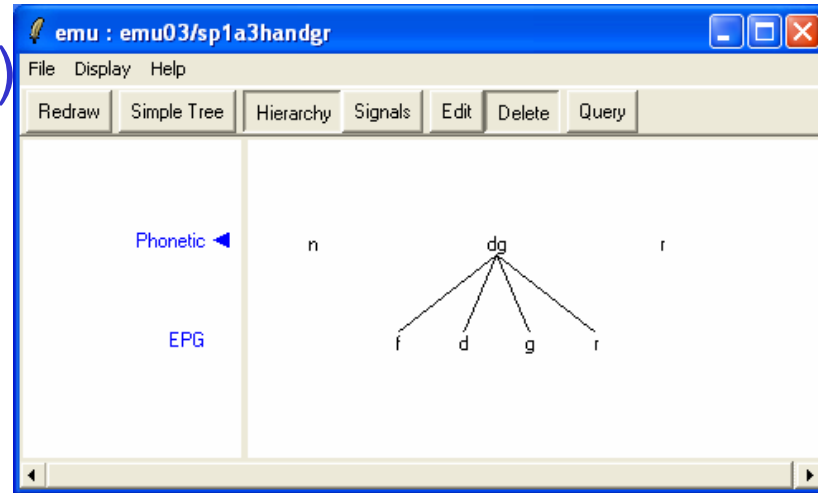 )
emu : emu03/sp1a3handgr
File Display Help
Redraw Simple Tree Hierarchy Signals Edit Delete Query
Phonetic n dg r
EPG f d g r